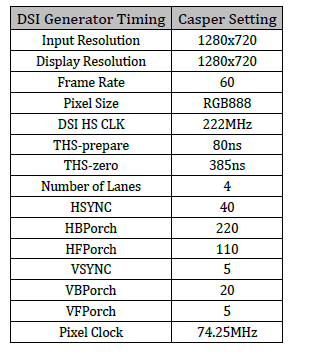 DSI Generator Timing Casper Setting
Input Resolution 1280x720
Display Resolution 1280x720
Frame Rate 60
Pixel Size RGB888
DSI HS CLK 222MHz
THS-prepare 80ns
THS-zero 385ns
Number of Lanes 4
HSYNC 40
HBPorch 220
HFPorch 110
VSYNC 5
VBPorch 20
VFPorch 5
Pixel Clock 74.25MHz